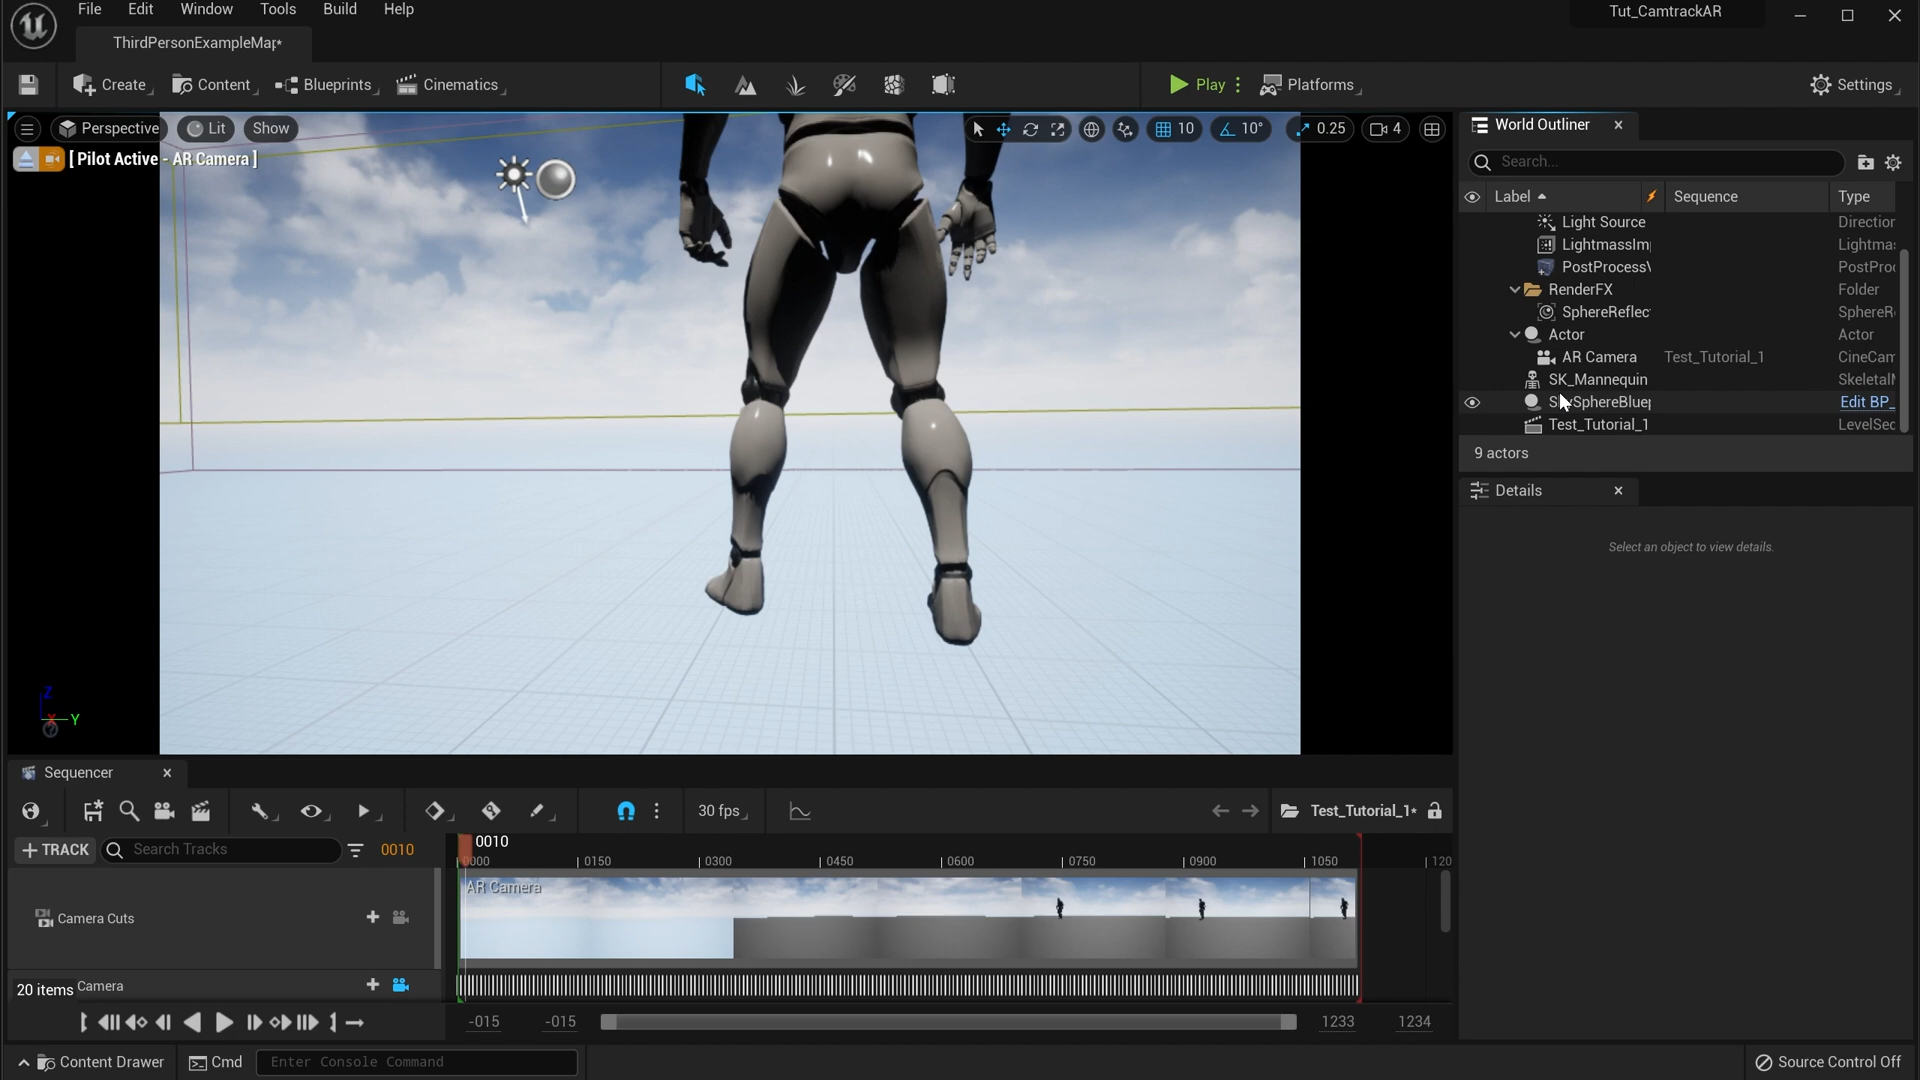 File Edit Window Tools Build Help
Tut_CamtrackAR
ThirdPersonExampleMap*
Create Content Blueprints Cinematics Play Platforms Settings
Perspective Lit Show 10 10° 0.25 4
[ Pilot Active - AR Camera ]
World Outliner
Search...
Label Sequence Type
Light Source Direction
LightmassIm Lightmas
PostProcessV PostProc
RenderFX Folder
SphereReflec SphereR
Actor Actor
AR Camera Test_Tutorial_1 CineCam
SK_Mannequin SkeletalM
SkySphereBluep Edit BP_
Test_Tutorial_1 LevelSec
9 actors
Details
Select an object to view details.
Z
X Y
Sequencer
30 fps Test_Tutorial_1*
+ TRACK Search Tracks 0010
0010
0000 0150 0300 0450 0600 0750 0900 1050 120
AR Camera
Camera Cuts
20 items Camera
-015 -015 1233 1234
Content Drawer Cmd Enter Console Command Source Control Off